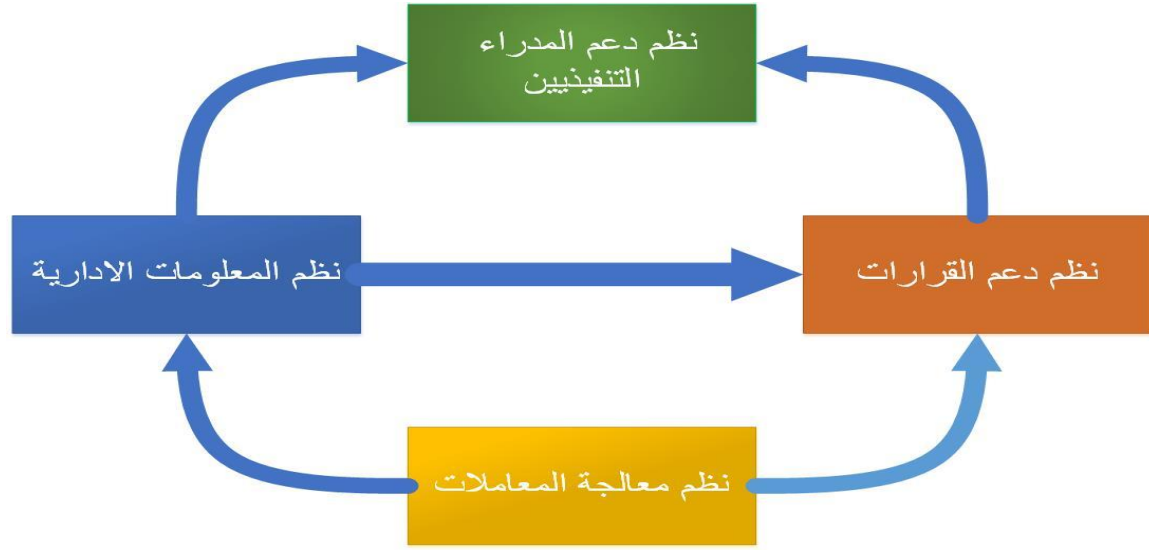 نظم دعم المدراء
التنفيذيين
نظم دعم القرارات
نظم المعلومات الادارية
نظم معالجة المعاملات